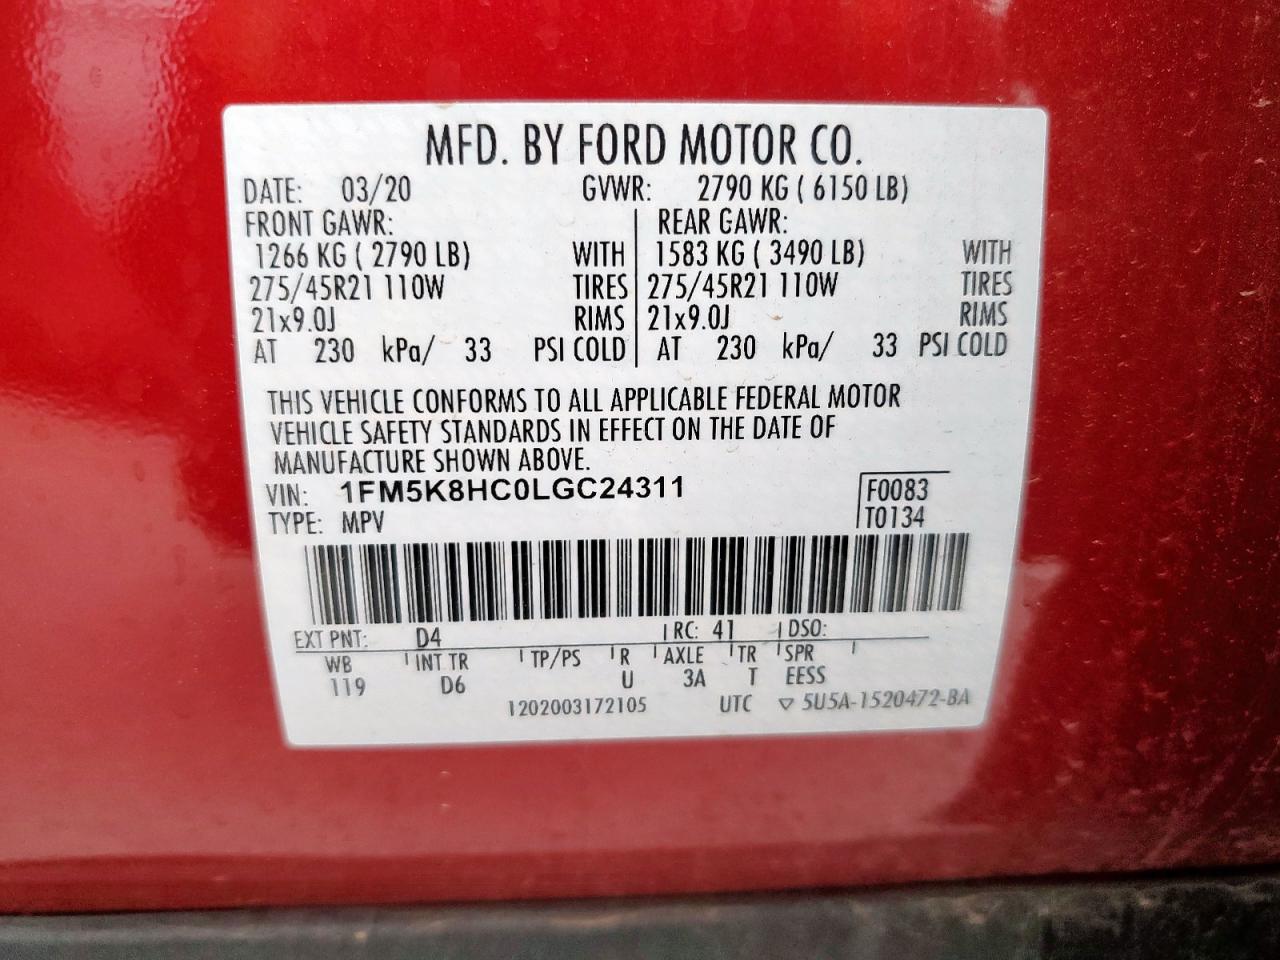 MFD. BY FORD MOTOR CO.
DATE: 03/20 GVWR: 2790 KG ( 6150 LB)
FRONT GAWR: REAR GAWR:
1266 KG ( 2790 LB) WITH 1583 KG ( 3490 LB) WITH
275/45R21 110W TIRES 275/45R21 110W TIRES
21x9.0J RIMS 21x9.0J RIMS
AT 230 kPa/ 33 PSI COLD AT 230 kPa/ 33 PSI COLD
THIS VEHICLE CONFORMS TO ALL APPLICABLE FEDERAL MOTOR
VEHICLE SAFETY STANDARDS IN EFFECT ON THE DATE OF
MANUFACTURE SHOWN ABOVE.
VIN: 1FM5K8HC0LGC24311 F0083
TYPE: MPV T0134
EXT PNT: D4 RC: 41 DSO:
WB INT TR TP/PS R AXLE TR SPR
119 D6 U 3A T EESS
1202003172105 UTC ▽ 5U5A-1520472-BA